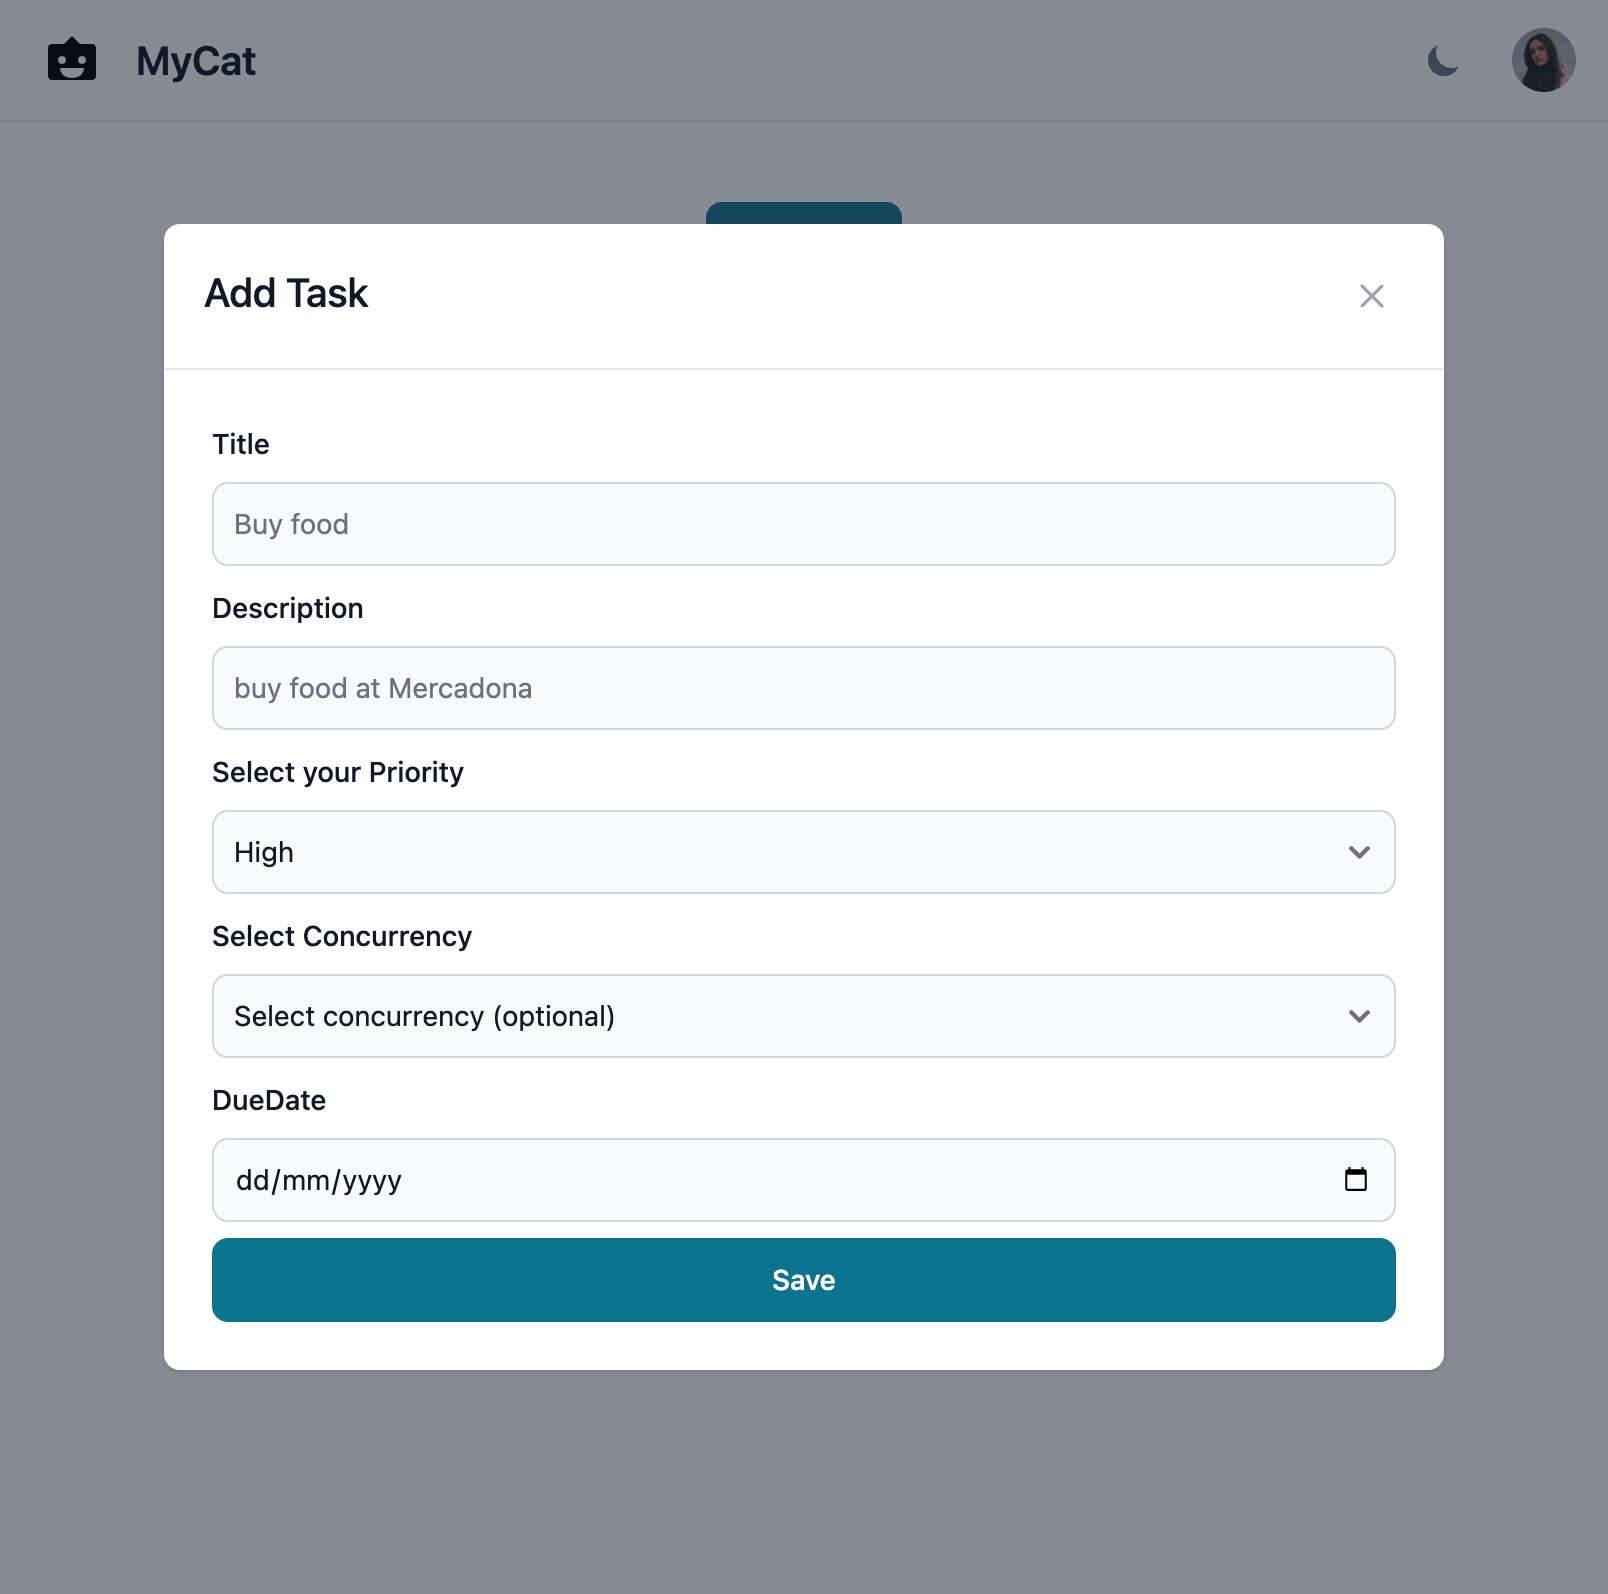 MyCat
Add Task
Title
Buy food
Description
buy food at Mercadona
Select your Priority
High
Select Concurrency
Select concurrency (optional)
DueDate
dd/mm/yyyy
Save